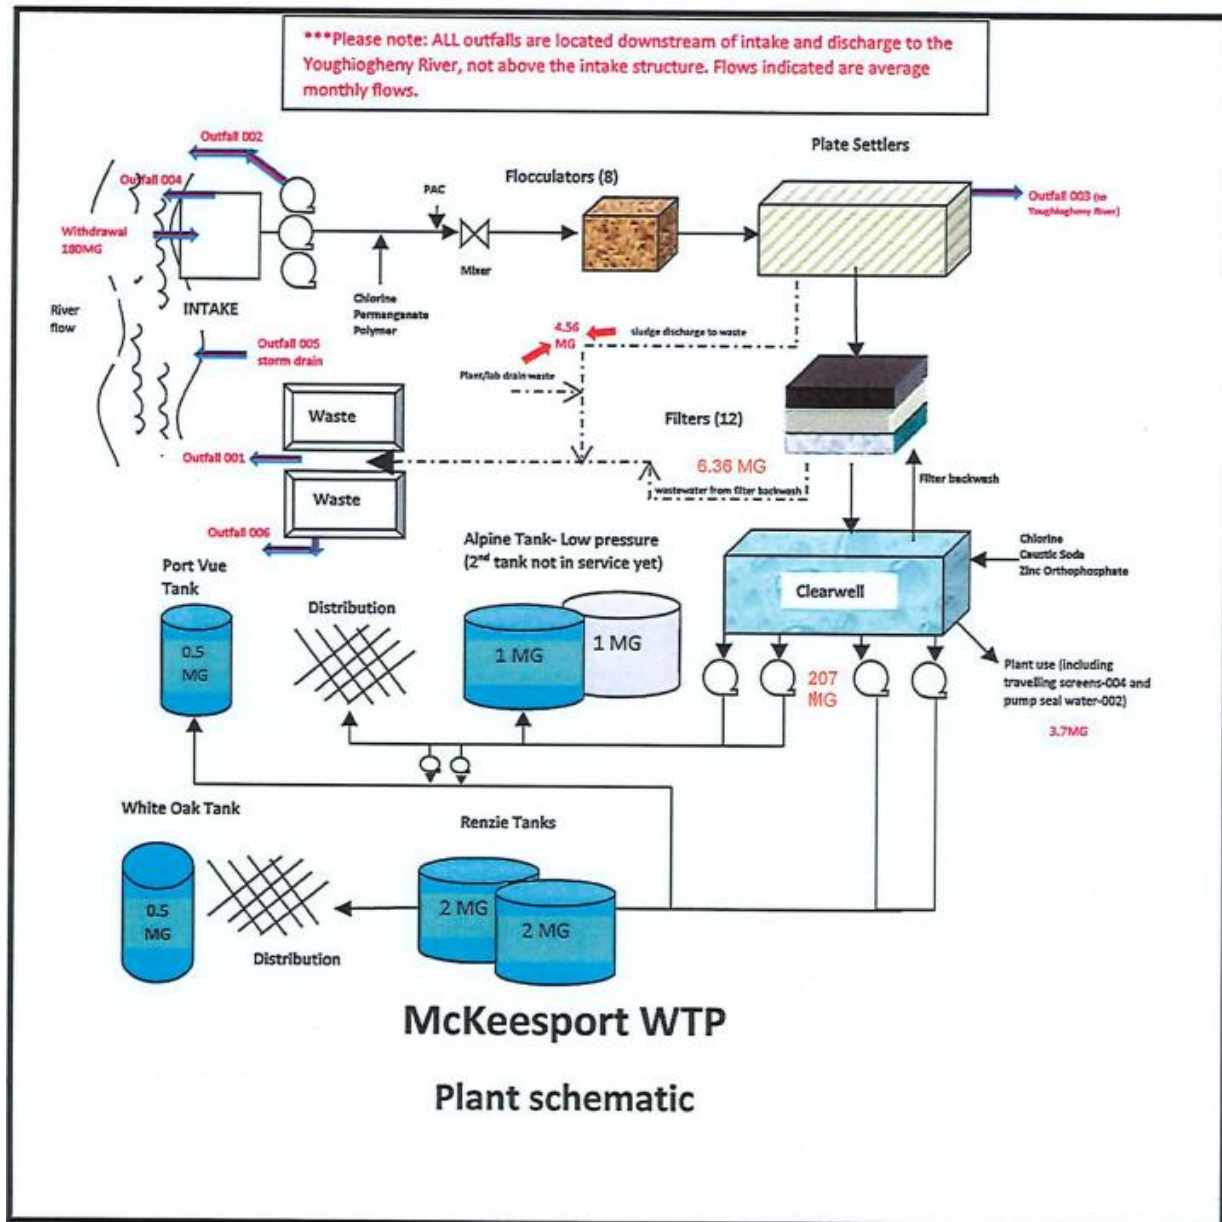 ***Please note: ALL outfalls are located downstream of intake and discharge to the
Youghiogheny River, not above the intake structure. Flows indicated are average
monthly flows.
Outfall 002
Outfall 004
Withdrawal
180MG
River
flow
INTAKE
Outfall 005
storm drain
PAC
Mixer
Chlorine
Permanganate
Polymer
Flocculators (8)
Plate Settlers
Outfall 003 (to
Youghiogheny River)
4.56
MG
sludge discharge to waste
Plant/lab drain waste
Waste
Outfall 001
Waste
Outfall 006
Filters (12)
6.36 MG
wastewater from filter backwash
Filter backwash
Chlorine
Caustic Soda
Zinc Orthophosphate
Clearwell
Plant use (including
travelling screens-004 and
pump seal water-002)
3.7MG
207
MG
Alpine Tank- Low pressure
(2nd tank not in service yet)
1 MG
1 MG
Distribution
Port Vue
Tank
0.5
MG
White Oak Tank
0.5
MG
Distribution
Renzie Tanks
2 MG
2 MG
McKeesport WTP
Plant schematic